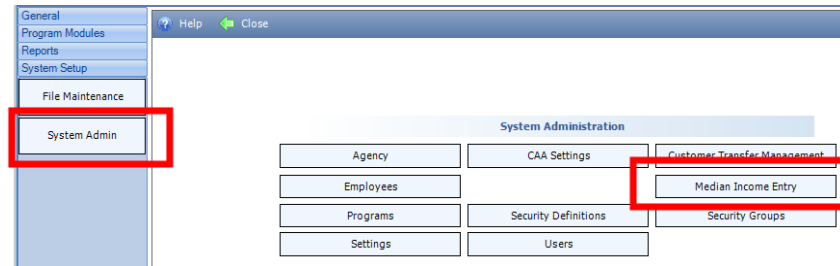 General
Program Modules
Reports
System Setup
File Maintenance
System Admin
Help Close
System Administration
Agency CAA Settings Customer Transfer Management
Employees Median Income Entry
Programs Security Definitions Security Groups
Settings Users